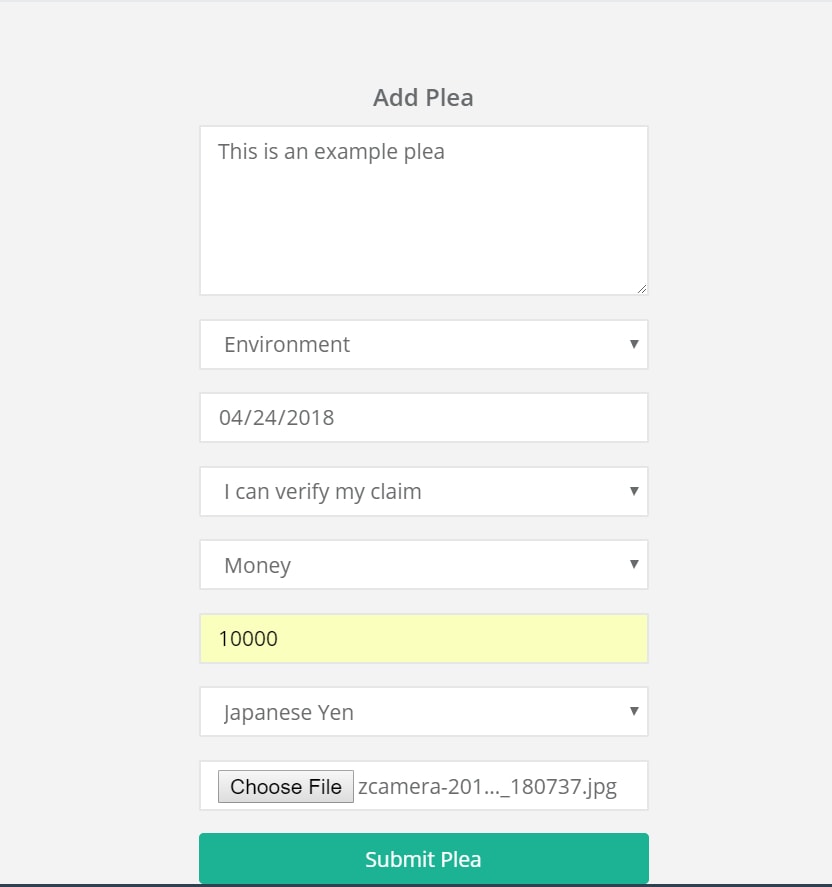 Add Plea
This is an example plea
Environment
04/24/2018
I can verify my claim
Money
10000
Japanese Yen
Choose File zcamera-201..._180737.jpg
Submit Plea